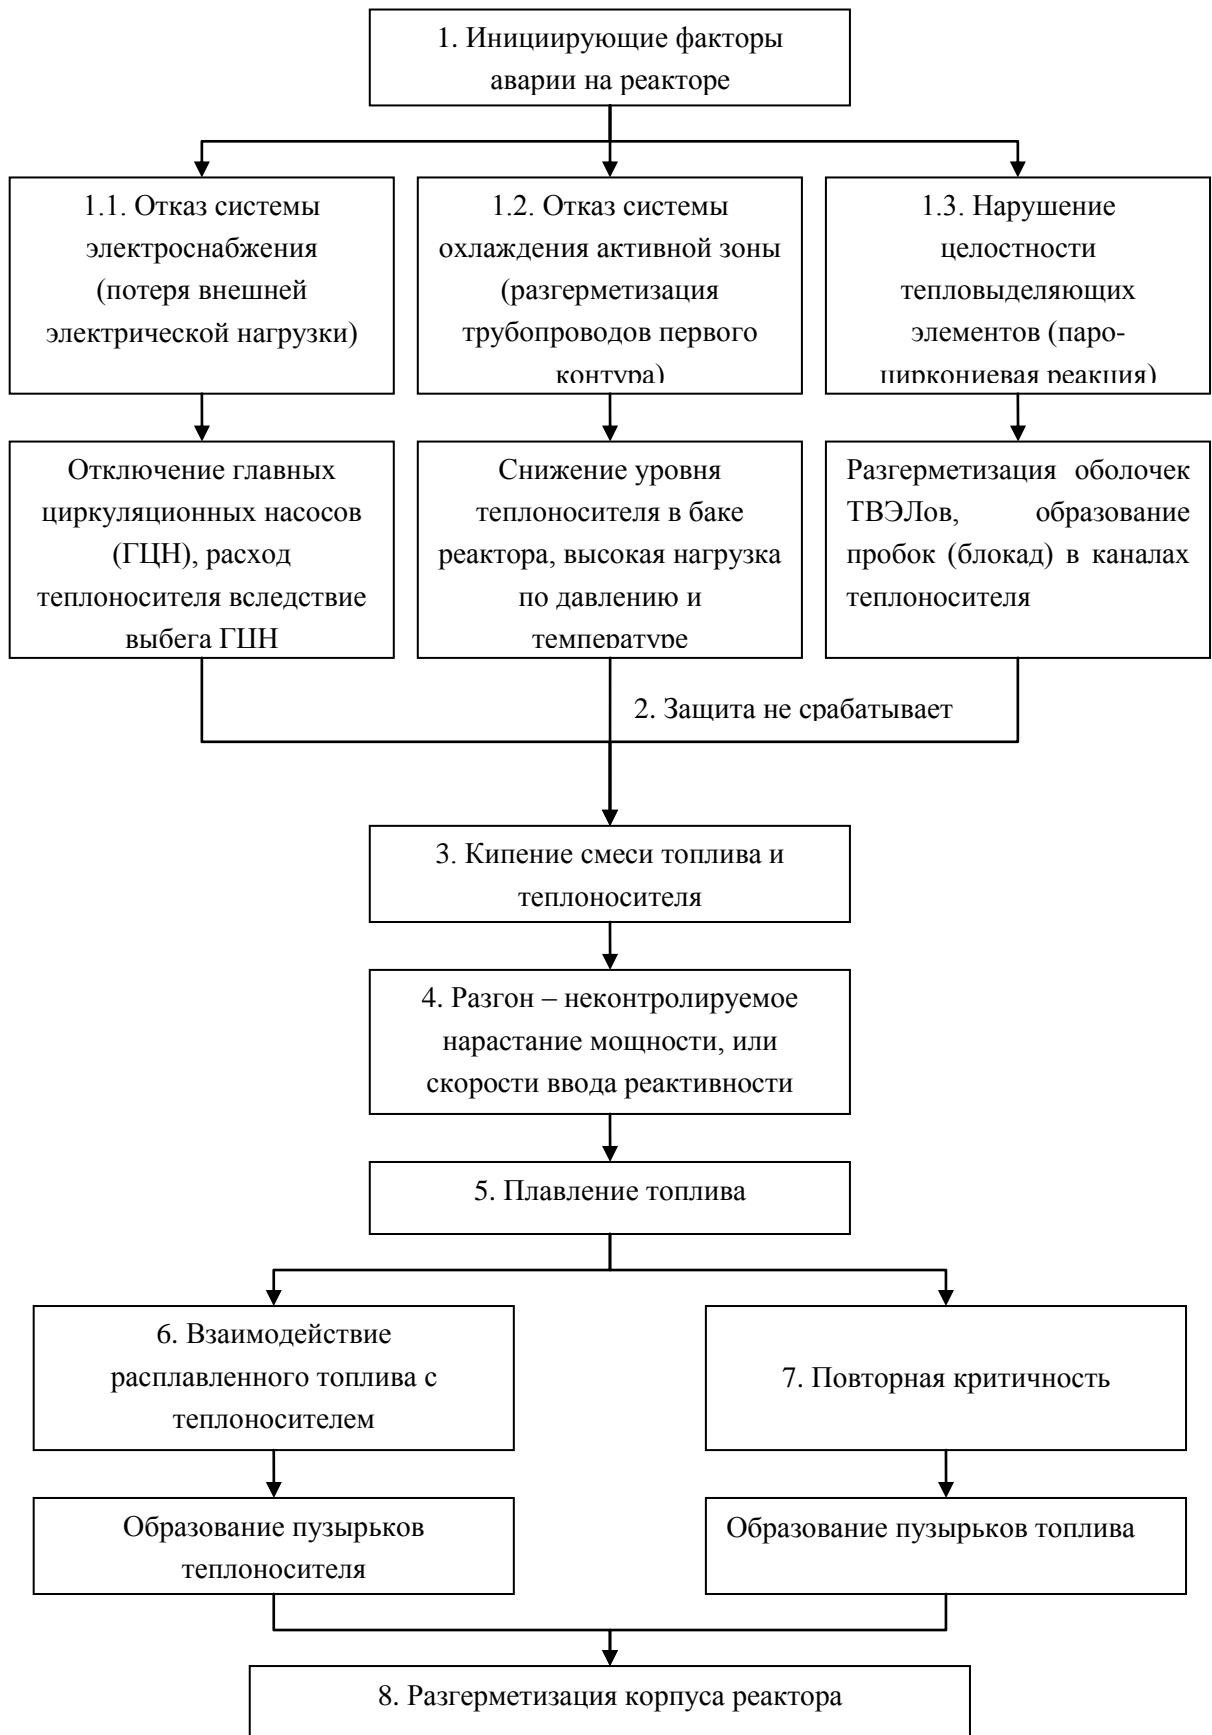 1. Инициирующие факторы
аварии на реакторе
1.1. Отказ системы
электроснабжения
(потеря внешней
электрической нагрузки)
1.2. Отказ системы
охлаждения активной зоны
(разгерметизация
трубопроводов первого
контура)
1.3. Нарушение
целостности
тепловыделяющих
элементов (паро-
циркониевая реакция)
Отключение главных
циркуляционных насосов
(ГЦН), расход
теплоносителя вследствие
выбега ГЦН
Снижение уровня
теплоносителя в баке
реактора, высокая нагрузка
по давлению и
температуре
Разгерметизация оболочек
ТВЭЛов, образование
пробок (блокад) в каналах
теплоносителя
2. Защита не срабатывает
3. Кипение смеси топлива и
теплоносителя
4. Разгон – неконтролируемое
нарастание мощности, или
скорости ввода реактивности
5. Плавление топлива
6. Взаимодействие
расплавленного топлива с
теплоносителем
7. Повторная критичность
Образование пузырьков
теплоносителя
Образование пузырьков топлива
8. Разгерметизация корпуса реактора